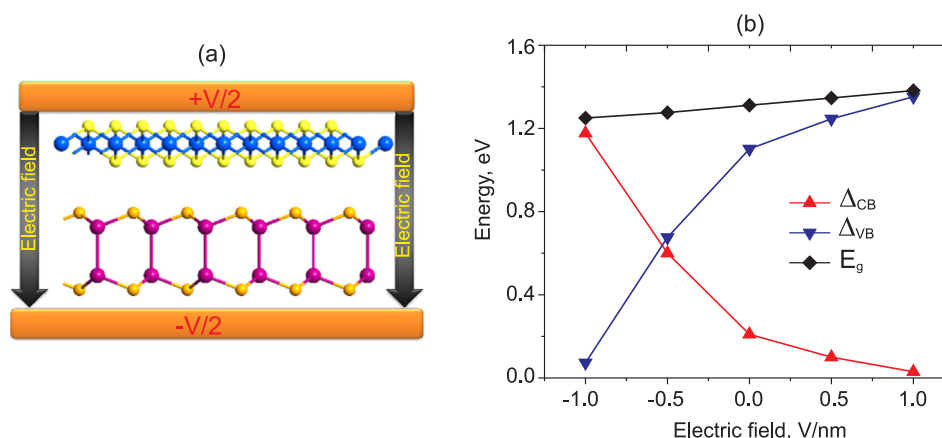 (a)
+V/2
Electric field
Electric field
-V/2
(b)
Energy, eV
1.6
1.2
0.8
0.4
0.0
Δ_CB
Δ_VB
E_g
-1.0 -0.5 0.0 0.5 1.0
Electric field, V/nm